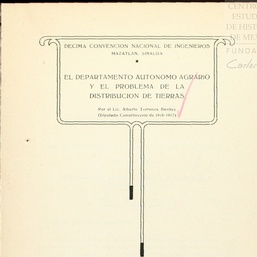 CENTRO
ESTUD
DE HIST
DE MEX
FUNDA
Carlos
DECIMA CONVENCION NACIONAL DE INGENIEROS
MAZATLAN, SINALOA
EL DEPARTAMENTO AUTONOMO AGRARIO
Y EL PROBLEMA DE LA
DISTRIBUCION DE TIERRAS
Por el Lic. Alberto Terrones Benítez
(Diputado Constituyente de 1916-1917)